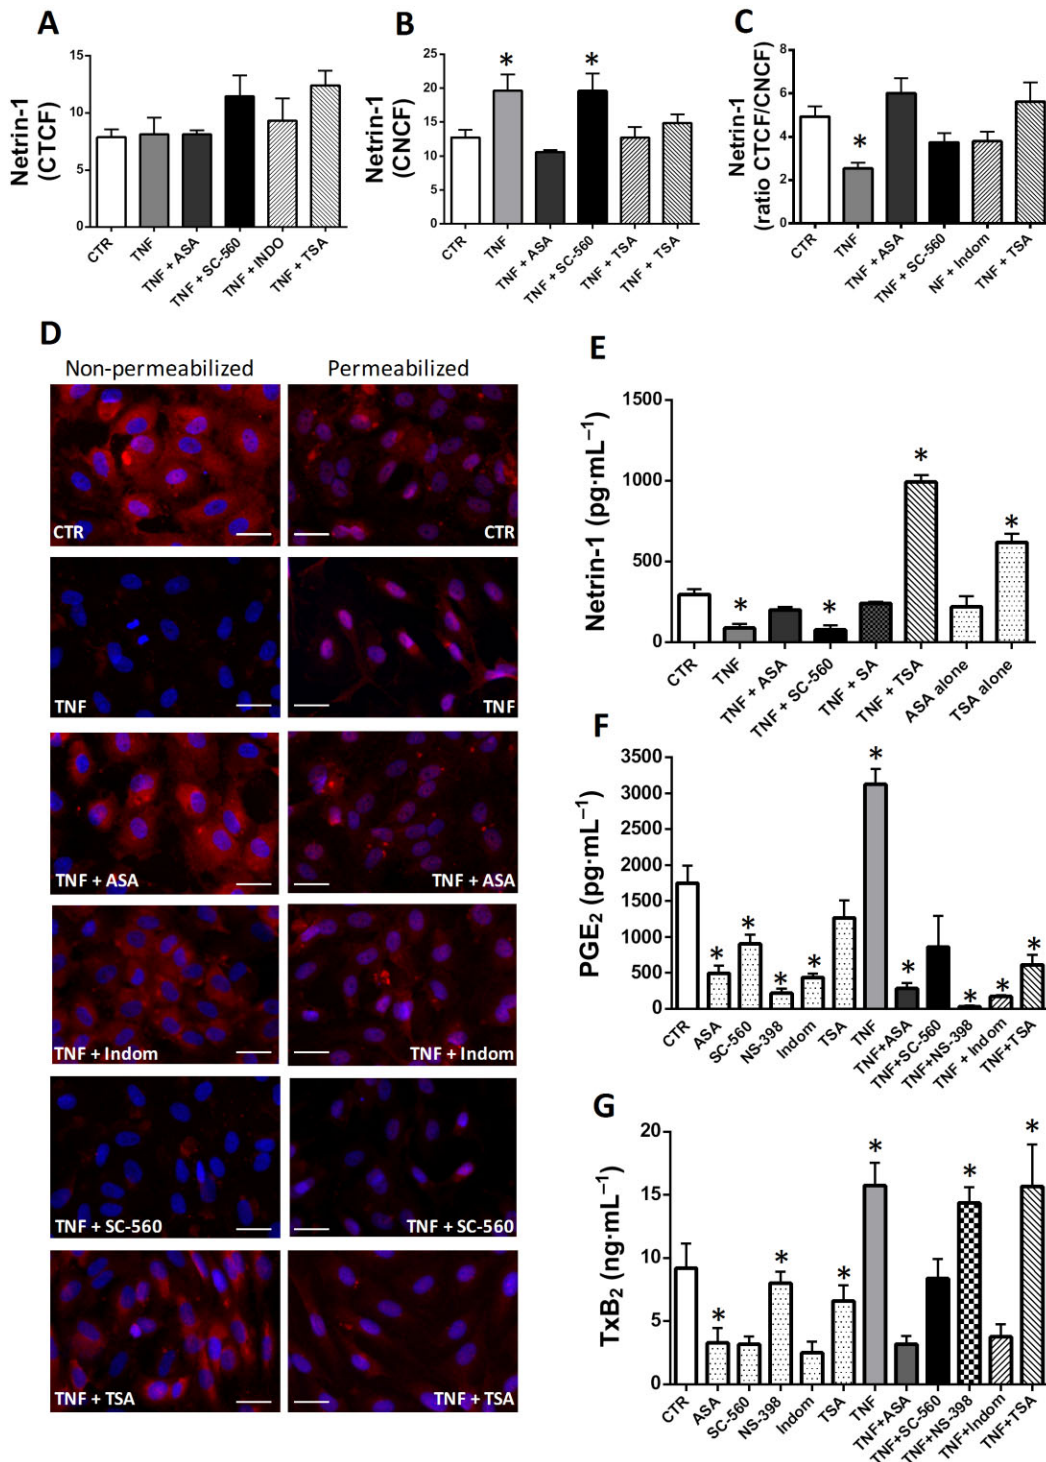 A
Netrin-1
(CTCF)
15
10
5
0
CTR
TNF
TNF + ASA
TNF + SC-560
TNF + INDO
TNF + TSA
B
*
*
Netrin-1
(CNCF)
25
20
15
10
5
0
CTR
TNF
TNF + ASA
TNF + SC-560
TNF + TSA
TNF + TSA
C
*
Netrin-1
(ratio CTCF/CNCF)
8
6
4
2
0
CTR
TNF
TNF + ASA
TNF + SC-560
NF + Indom
TNF + TSA
D
Non-permeabilized
Permeabilized
CTR
CTR
TNF
TNF
TNF + ASA
TNF + ASA
TNF + Indom
TNF + Indom
TNF + SC-560
TNF + SC-560
TNF + TSA
TNF + TSA
E
Netrin-1 (pg·mL⁻¹)
1500
1000
500
0
*
*
*
*
CTR
TNF
TNF + ASA
TNF + SC-560
TNF + SA
TNF + TSA
ASA alone
TSA alone
F
PGE₂ (pg·mL⁻¹)
3500
3000
2500
2000
1500
1000
500
0
*
*
*
*
*
*
*
*
*
CTR
ASA
SC-560
NS-398
Indom
TSA
TNF
TNF+ASA
TNF+SC-560
TNF+NS-398
TNF + Indom
TNF+TSA
G
TxB₂ (ng·mL⁻¹)
20
15
10
5
0
*
*
*
*
*
*
CTR
ASA
SC-560
NS-398
Indom
TSA
TNF
TNF+ASA
TNF+SC-560
TNF+NS-398
TNF+Indom
TNF+TSA